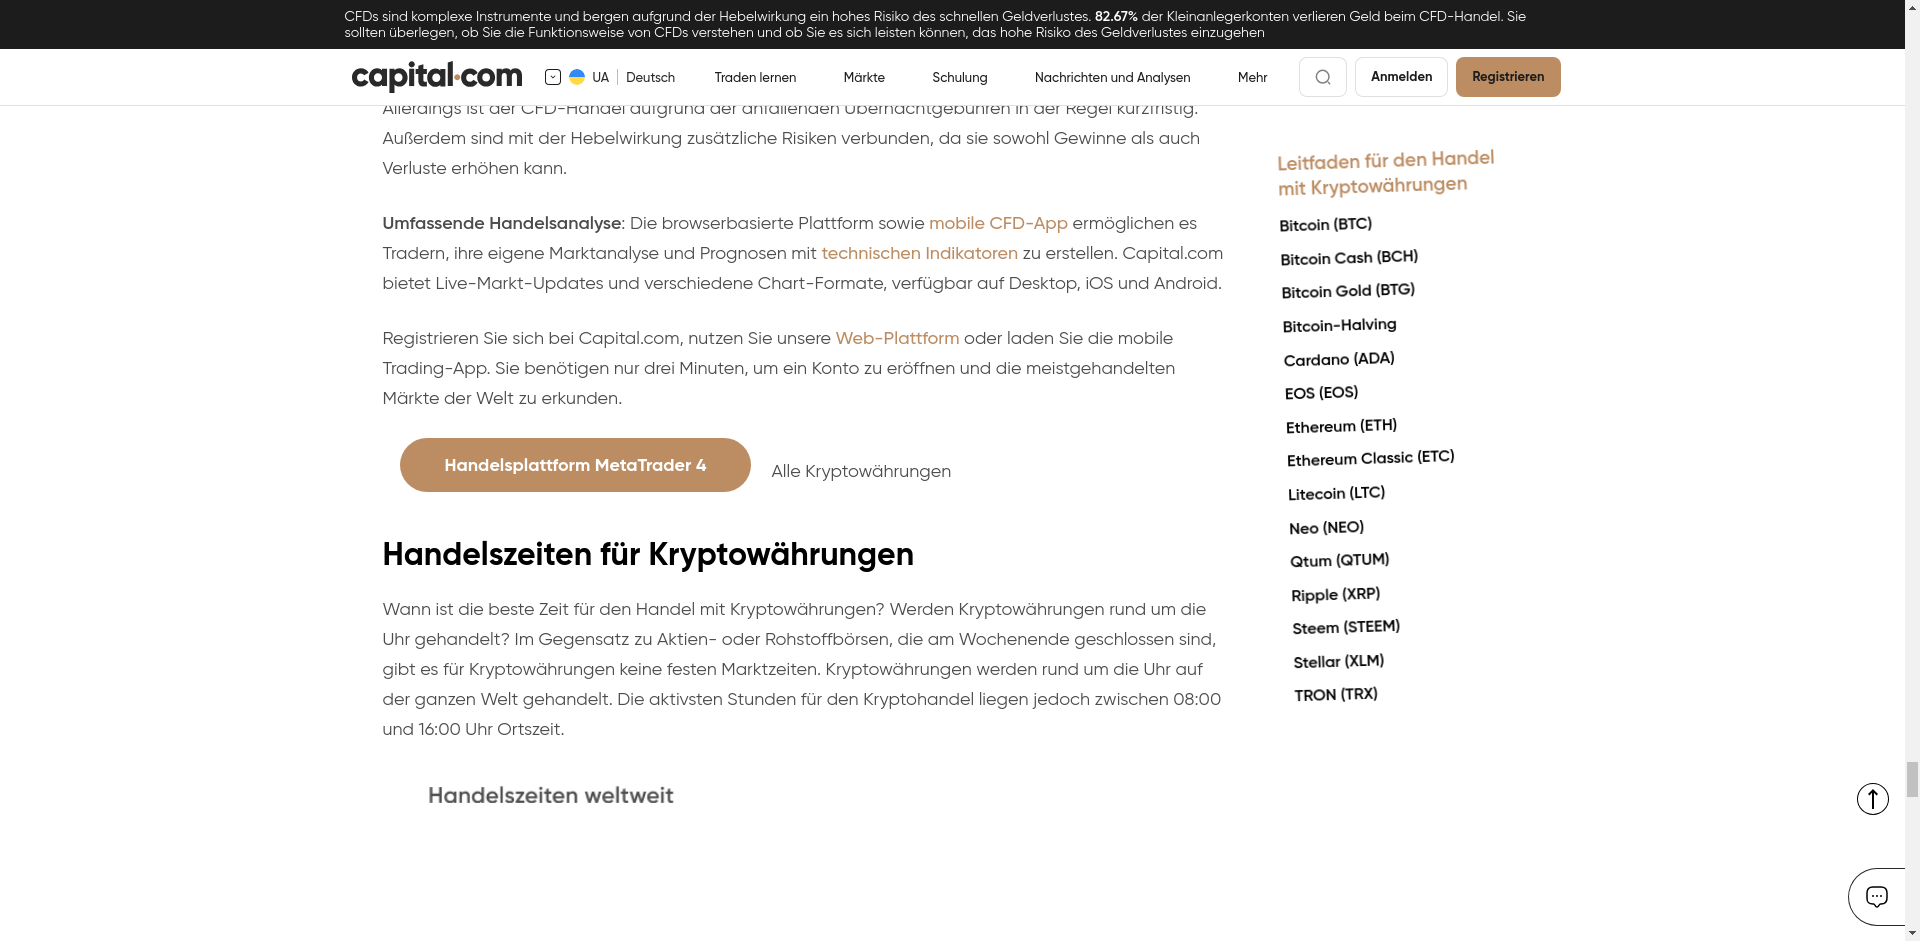 CFDs sind komplexe Instrumente und bergen aufgrund der Hebelwirkung ein hohes Risiko des schnellen Geldverlustes. 82.67% der Kleinanlegerkonten verlieren Geld beim CFD-Handel. Sie
sollten überlegen, ob Sie die Funktionsweise von CFDs verstehen und ob Sie es sich leisten können, das hohe Risiko des Geldverlustes einzugehen
capital.com
UA Deutsch
Traden lernen
Märkte
Schulung
Nachrichten und Analysen
Mehr
Anmelden
Registrieren
Allerdings ist der CFD-Handel aufgrund der anfallenden Übernachtgebühren in der Regel kurzfristig.
Außerdem sind mit der Hebelwirkung zusätzliche Risiken verbunden, da sie sowohl Gewinne als auch
Verluste erhöhen kann.
Umfassende Handelsanalyse: Die browserbasierte Plattform sowie mobile CFD-App ermöglichen es
Tradern, ihre eigene Marktanalyse und Prognosen mit technischen Indikatoren zu erstellen. Capital.com
bietet Live-Markt-Updates und verschiedene Chart-Formate, verfügbar auf Desktop, iOS und Android.
Registrieren Sie sich bei Capital.com, nutzen Sie unsere Web-Plattform oder laden Sie die mobile
Trading-App. Sie benötigen nur drei Minuten, um ein Konto zu eröffnen und die meistgehandelten
Märkte der Welt zu erkunden.
Handelsplattform MetaTrader 4
Alle Kryptowährungen
Handelszeiten für Kryptowährungen
Wann ist die beste Zeit für den Handel mit Kryptowährungen? Werden Kryptowährungen rund um die
Uhr gehandelt? Im Gegensatz zu Aktien- oder Rohstoffbörsen, die am Wochenende geschlossen sind,
gibt es für Kryptowährungen keine festen Marktzeiten. Kryptowährungen werden rund um die Uhr auf
der ganzen Welt gehandelt. Die aktivsten Stunden für den Kryptohandel liegen jedoch zwischen 08:00
und 16:00 Uhr Ortszeit.
Handelszeiten weltweit
Leitfaden für den Handel
mit Kryptowährungen
Bitcoin (BTC)
Bitcoin Cash (BCH)
Bitcoin Gold (BTG)
Bitcoin-Halving
Cardano (ADA)
EOS (EOS)
Ethereum (ETH)
Ethereum Classic (ETC)
Litecoin (LTC)
Neo (NEO)
Qtum (QTUM)
Ripple (XRP)
Steem (STEEM)
Stellar (XLM)
TRON (TRX)